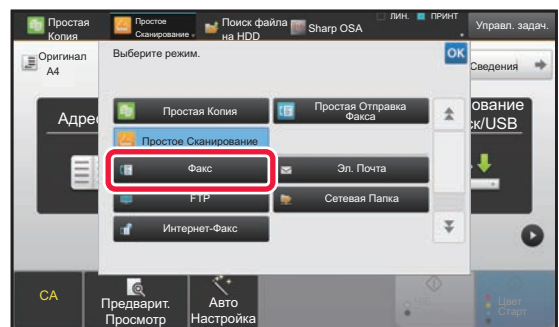 Простая
Копия
Простое
Сканирование
Поиск файла
на HDD
Sharp OSA
ЛИН.
ПРИНТ
Управл. задач.
Оригинал
A4
Выберите режим.
OK
Сведения
Адре
ование
ск/USB
Простая Копия
Простая Отправка
Факса
Простое Сканирование
Факс
Эл. Почта
FTP
Сетевая Папка
Интернет-Факс
CA
Предварит.
Просмотр
Авто
Настройка
Ч/Б
Старт
Цвет
Старт